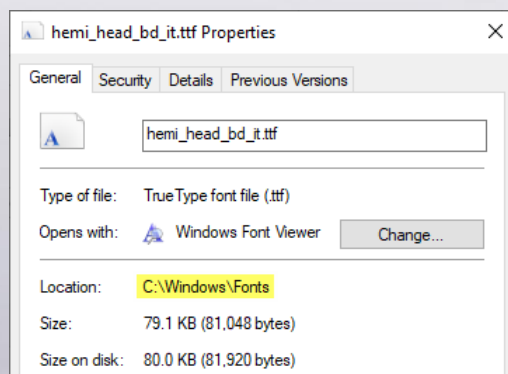 hemi_head_bd_it.ttf Properties
General Security Details Previous Versions
A hemi_head_bd_it.ttf
Type of file: TrueType font file (.ttf)
Opens with: Windows Font Viewer Change...
Location: C:\Windows\Fonts
Size: 79.1 KB (81,048 bytes)
Size on disk: 80.0 KB (81,920 bytes)